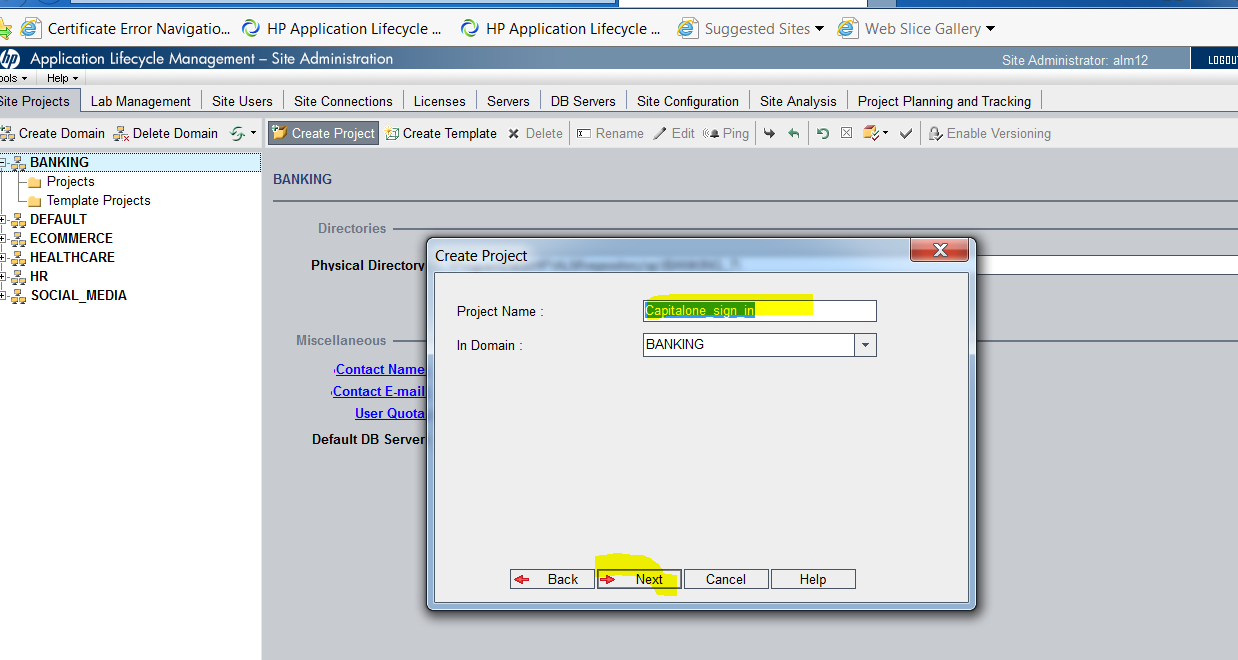 Certificate Error Navigatio... HP Application Lifecycle ... HP Application Lifecycle ... Suggested Sites Web Slice Gallery
hp Application Lifecycle Management – Site Administration Site Administrator: alm12 LOGOU
ools Help
Site Projects Lab Management Site Users Site Connections Licenses Servers DB Servers Site Configuration Site Analysis Project Planning and Tracking
Create Domain Delete Domain Create Project Create Template Delete Rename Edit Ping Enable Versioning
BANKING
Projects
Template Projects
DEFAULT
ECOMMERCE
HEALTHCARE
HR
SOCIAL_MEDIA
BANKING
Directories
Physical Directory
Miscellaneous
Contact Name
Contact E-mail
User Quota
Default DB Server
Create Project
Project Name : Capitalone_sign_in
In Domain : BANKING
Back Next Cancel Help